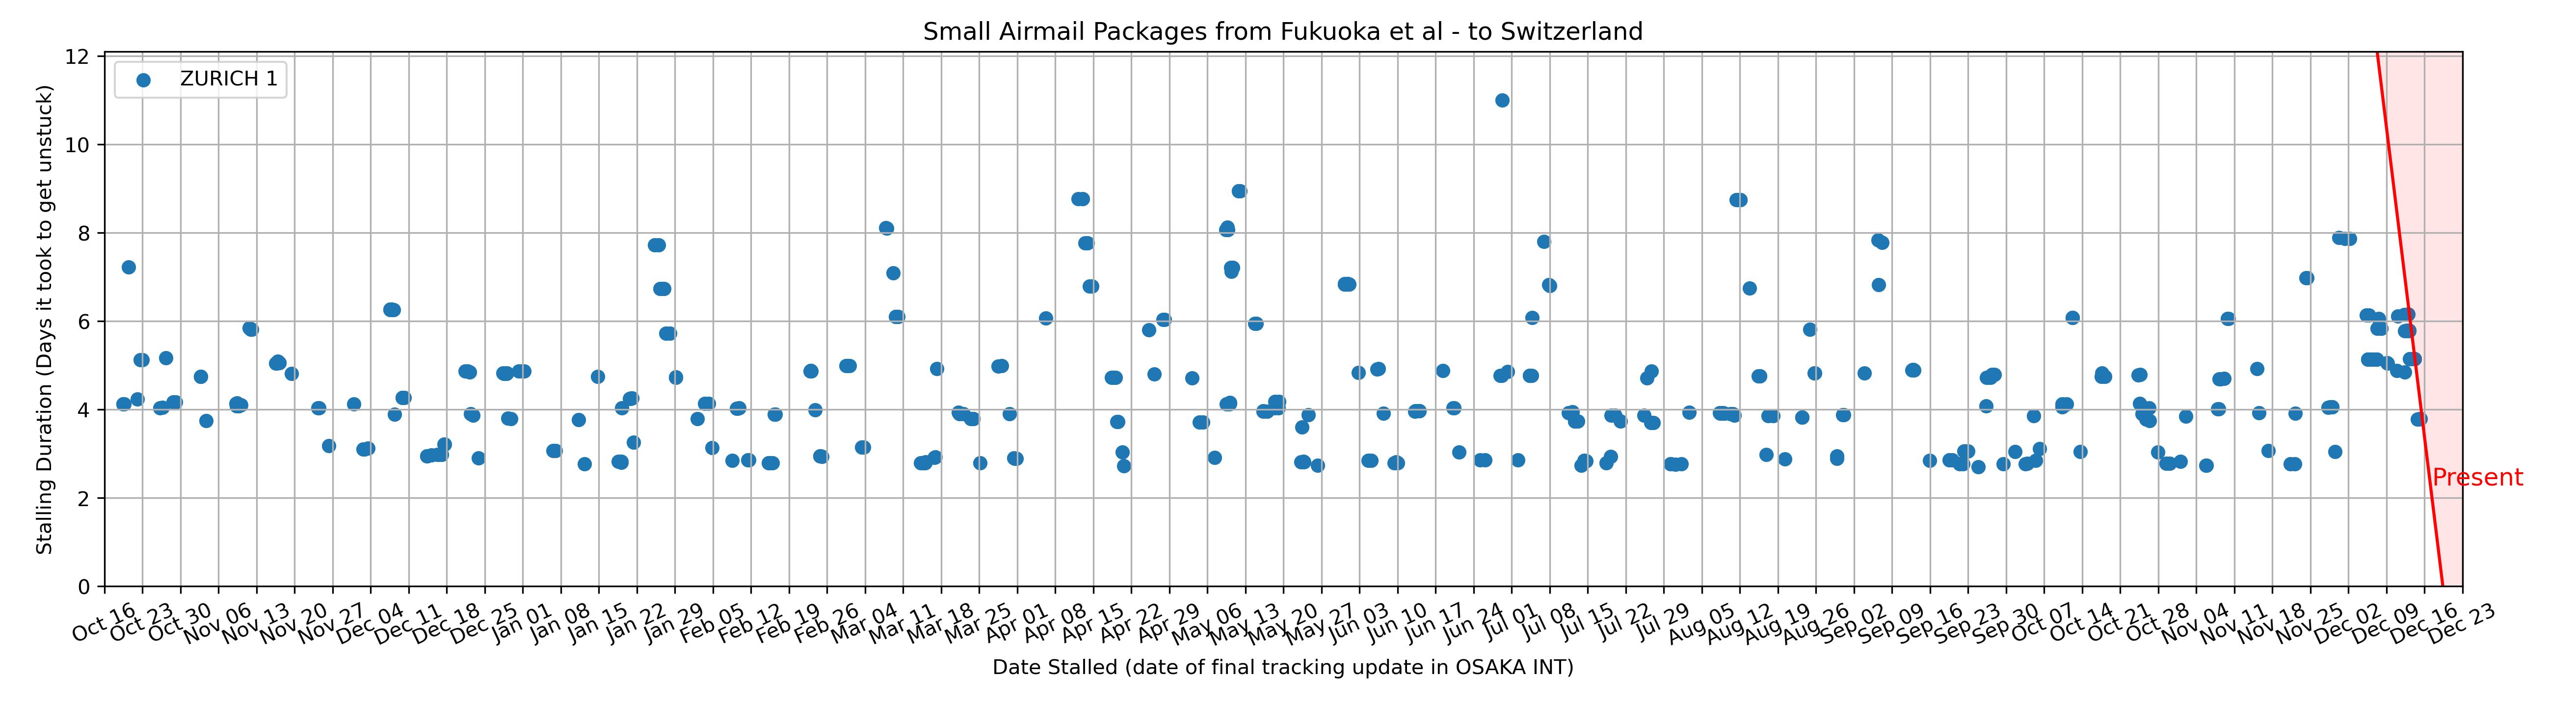 Small Airmail Packages from Fukuoka et al - to Switzerland
ZURICH 1
Stalling Duration (Days it took to get unstuck)
12
10
8
6
4
2
0
Present
Oct 16 Oct 23 Oct 30 Nov 06 Nov 13 Nov 20 Nov 27 Dec 04 Dec 11 Dec 18 Dec 25 Jan 01 Jan 08 Jan 15 Jan 22 Jan 29 Feb 05 Feb 12 Feb 19 Feb 26 Mar 04 Mar 11 Mar 18 Mar 25 Apr 01 Apr 08 Apr 15 Apr 22 Apr 29 May 06 May 13 May 20 May 27 Jun 03 Jun 10 Jun 17 Jun 24 Jul 01 Jul 08 Jul 15 Jul 22 Jul 29 Aug 05 Aug 12 Aug 19 Aug 26 Sep 02 Sep 09 Sep 16 Sep 23 Sep 30 Oct 07 Oct 14 Oct 21 Oct 28 Nov 04 Nov 11 Nov 18 Nov 25 Dec 02 Dec 09 Dec 16 Dec 23
Date Stalled (date of final tracking update in OSAKA INT)